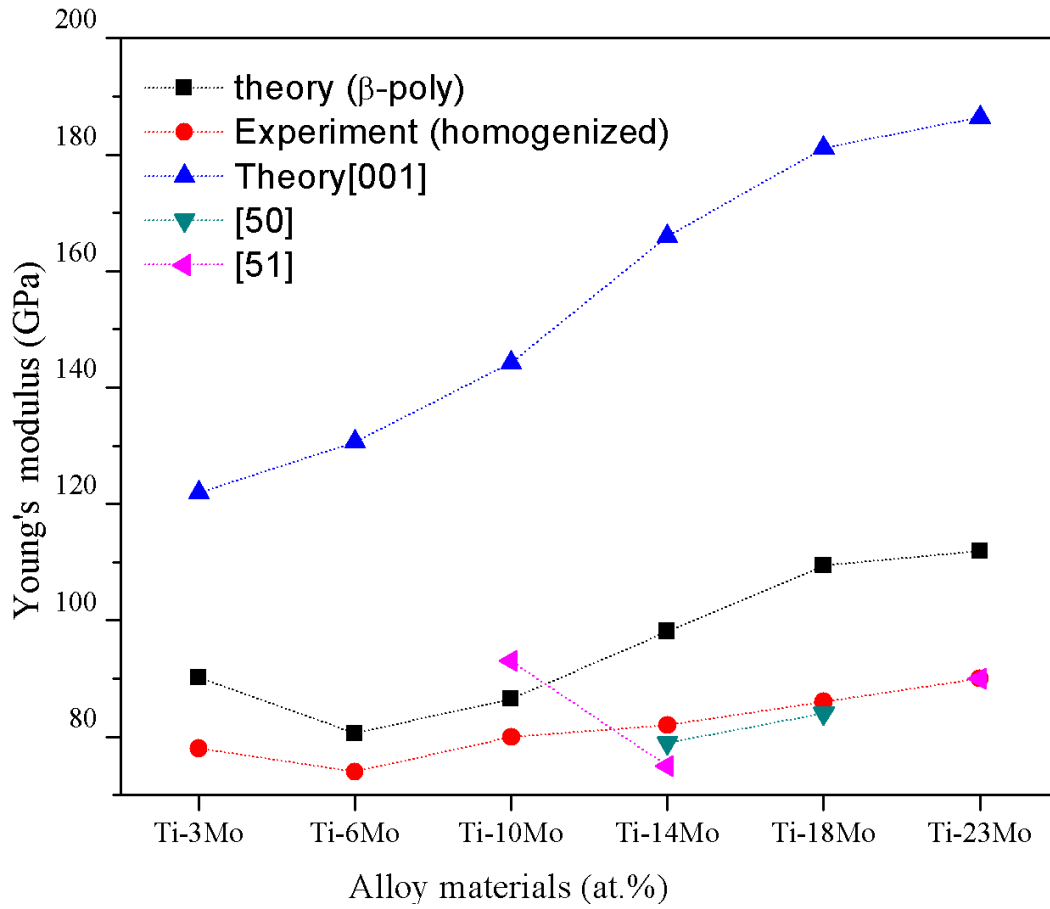 200
180
160
140
120
100
80
Young's modulus (GPa)
theory (β-poly)
Experiment (homogenized)
Theory[001]
[50]
[51]
Ti-3Mo Ti-6Mo Ti-10Mo Ti-14Mo Ti-18Mo Ti-23Mo
Alloy materials (at.%)